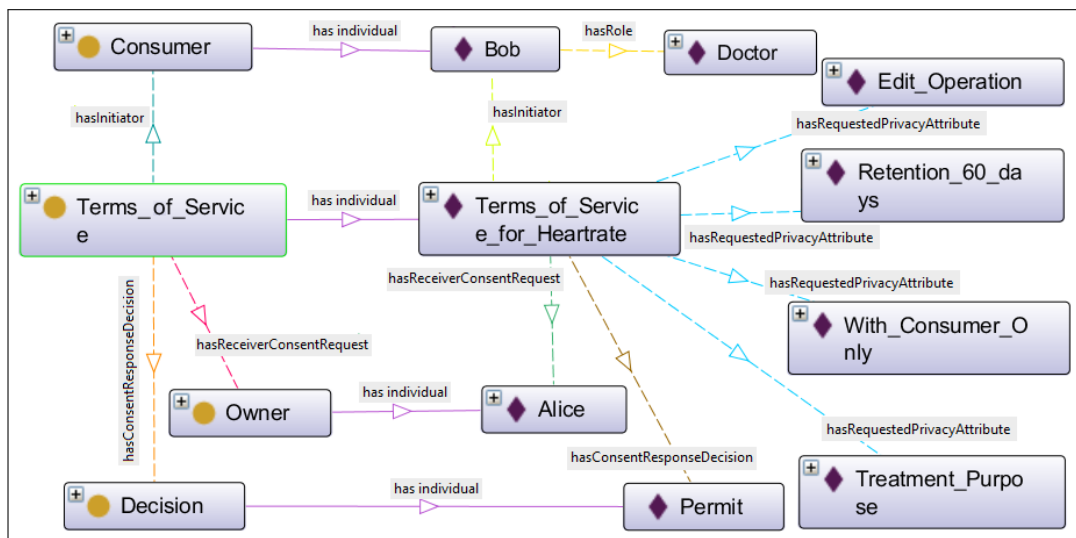 Consumer
has individual
Bob
hasRole
Doctor
Edit_Operation
hasInitiator
hasInitiator
hasRequestedPrivacyAttribute
Terms_of_Servic
e
has individual
Terms_of_Servic
e_for_Heartrate
Retention_60_da
ys
hasRequestedPrivacyAttribute
hasReceiverConsentRequest
hasRequestedPrivacyAttribute
With_Consumer_O
nly
hasConsentResponseDecision
hasReceiverConsentRequest
Owner
has individual
Alice
hasRequestedPrivacyAttribute
hasConsentResponseDecision
Treatment_Purpo
se
Decision
has individual
Permit